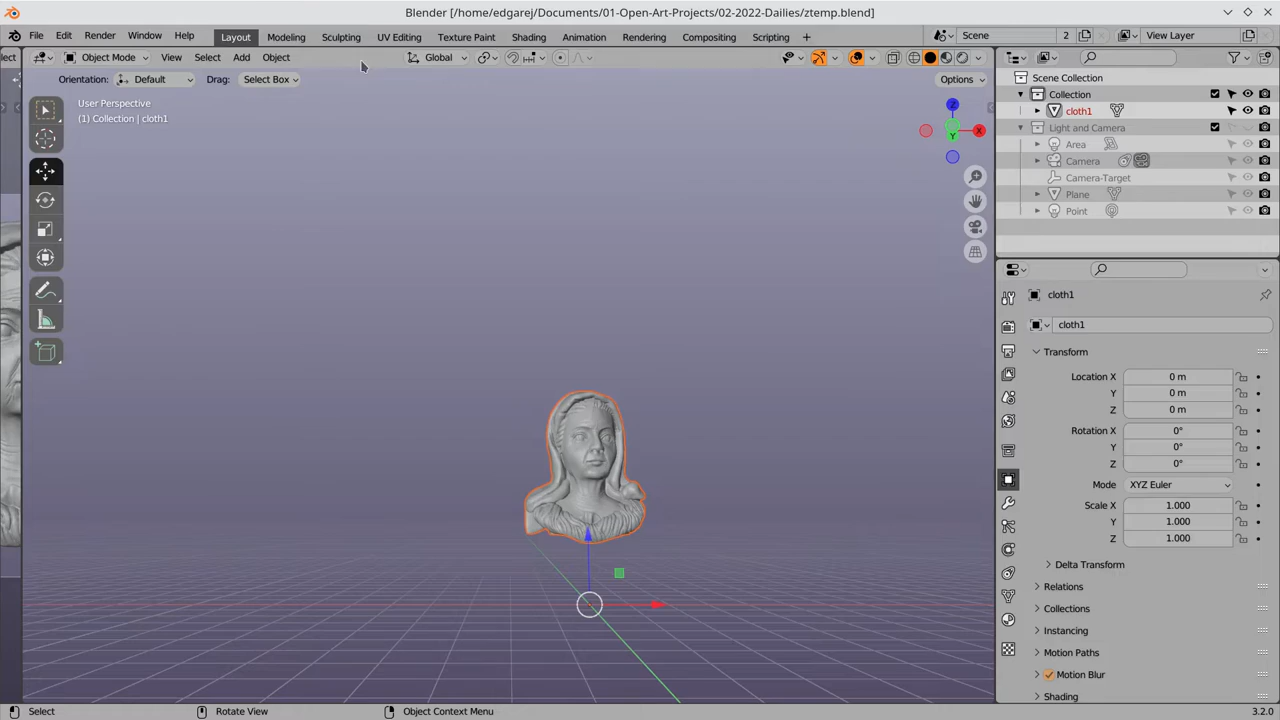 Blender [/home/edgarej/Documents/01-Open-Art-Projects/02-2022-Dailies/ztemp.blend]
File Edit Render Window Help Layout Modeling Sculpting UV Editing Texture Paint Shading Animation Rendering Compositing Scripting + Scene 2 View Layer
lect Object Mode View Select Add Object Global
Orientation: Default Drag: Select Box Options
User Perspective
(1) Collection | cloth1
Z
X
Y
Scene Collection
Collection
cloth1
Light and Camera
Area
Camera
Camera-Target
Plane
Point
cloth1
cloth1
Transform
Location X 0 m
Y 0 m
Z 0 m
Rotation X 0°
Y 0°
Z 0°
Mode XYZ Euler
Scale X 1.000
Y 1.000
Z 1.000
Delta Transform
Relations
Collections
Instancing
Motion Paths
Motion Blur
Shading
Select Rotate View Object Context Menu 3.2.0